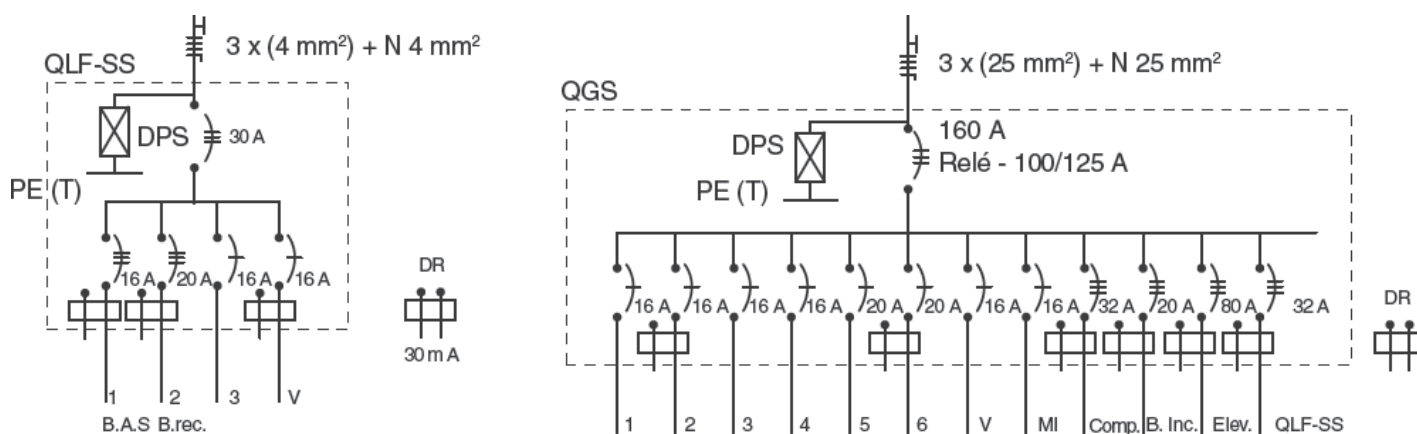 3 x (4 mm²) + N 4 mm²
QLF-SS
DPS
30 A
PE (T)
16 A
20 A
16 A
16 A
DR
30 m A
1
2
3
V
B.A.S
B.rec.
3 x (25 mm²) + N 25 mm²
QGS
160 A
DPS
Relé - 100/125 A
PE (T)
16 A
16 A
16 A
16 A
20 A
20 A
16 A
16 A
32 A
20 A
80 A
32 A
DR
1
2
3
4
5
6
V
MI
Comp.
B. Inc.
Elev.
QLF-SS